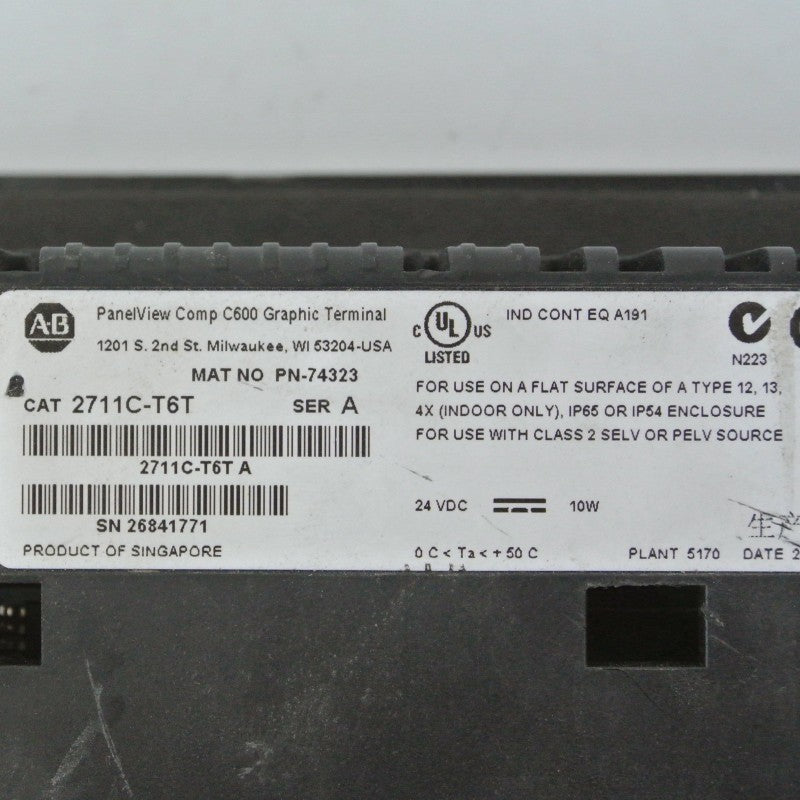 A-B
PanelView Comp C600 Graphic Terminal
1201 S. 2nd St. Milwaukee, WI 53204-USA
MAT NO PN-74323
CAT 2711C-T6T SER A
2711C-T6T A
SN 26841771
PRODUCT OF SINGAPORE
C UL US
LISTED
IND CONT EQ A191
N223
FOR USE ON A FLAT SURFACE OF A TYPE 12, 13,
4X (INDOOR ONLY), IP65 OR IP54 ENCLOSURE
FOR USE WITH CLASS 2 SELV OR PELV SOURCE
24 VDC 10W
生产
0 C < Ta < + 50 C PLANT 5170 DATE 2